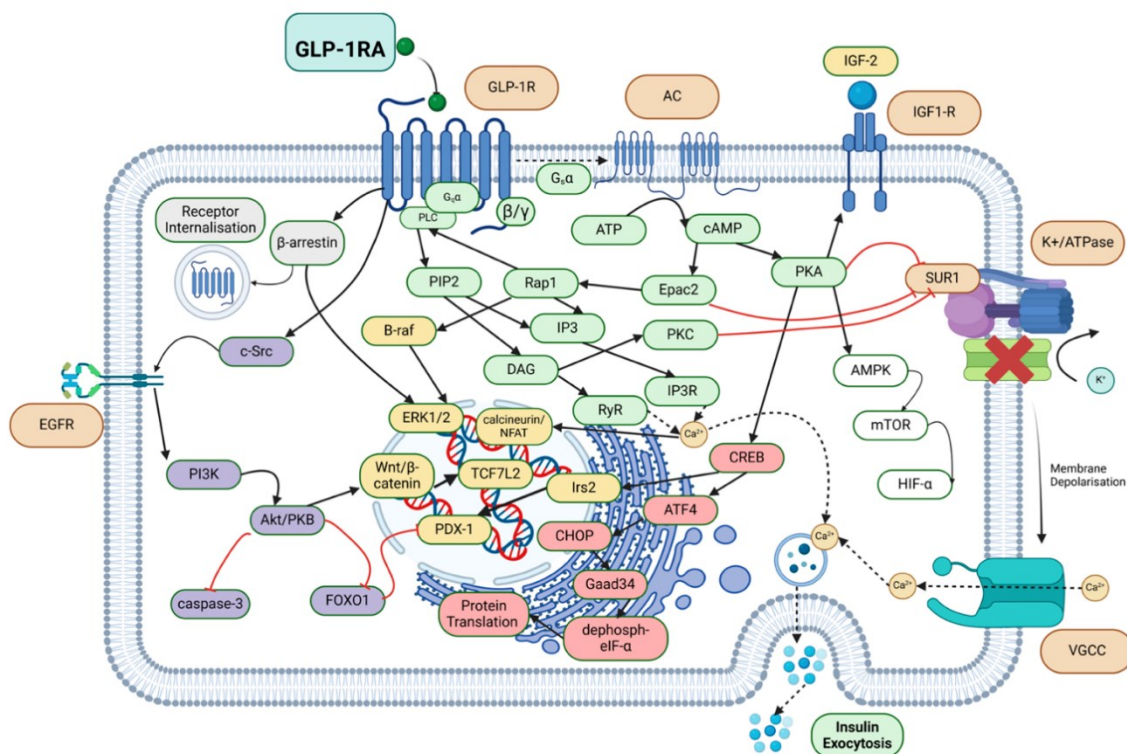 GLP-1RA
GLP-1R
AC
IGF-2
IGF1-R
Gₛα
Gₛα
β/γ
PLC
Receptor
Internalisation
β-arrestin
ATP
cAMP
K+/ATPase
PIP2
Rap1
Epac2
PKA
SUR1
B-raf
IP3
PKC
c-Src
DAG
IP3R
AMPK
K⁺
EGFR
ERK1/2
calcineurin/
NFAT
RyR
Ca²⁺
mTOR
PI3K
Wnt/β-
catenin
TCF7L2
CREB
Membrane
Depolarisation
HIF-α
Irs2
Akt/PKB
PDX-1
ATF4
CHOP
Ca²⁺
Gaad34
Ca²⁺
Ca²⁺
caspase-3
FOXO1
Protein
Translation
dephosph-
eIF-α
VGCC
Insulin
Exocytosis